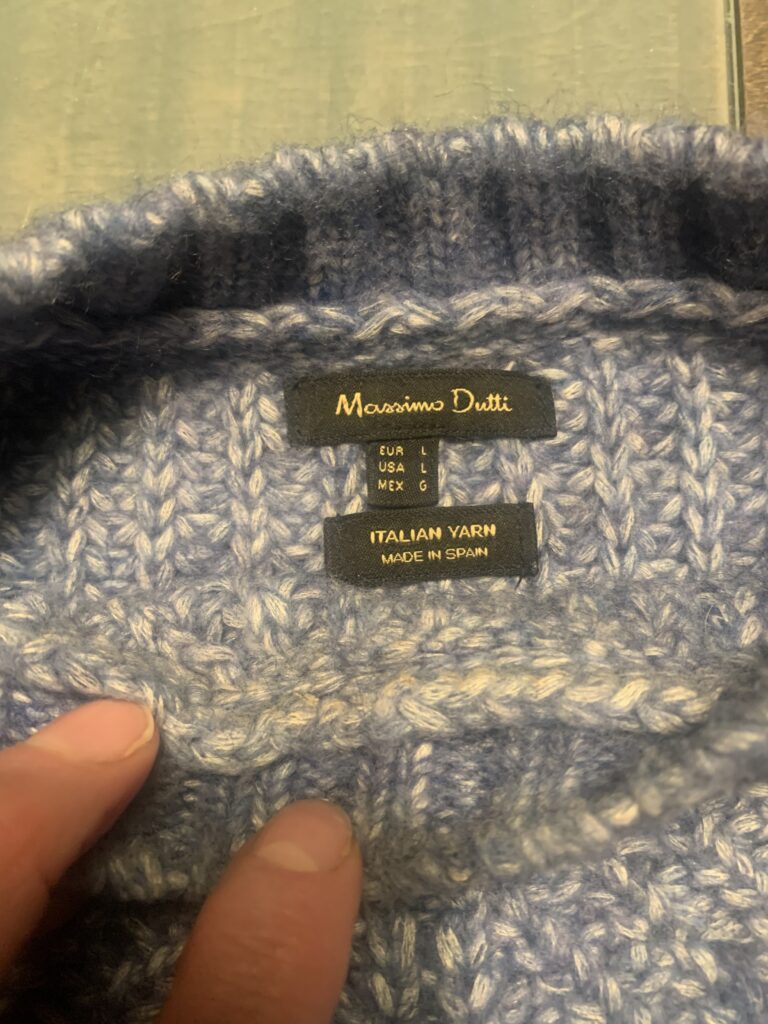 Massimo Dutti
EUR L
USA L
MEX G
ITALIAN YARN
MADE IN SPAIN